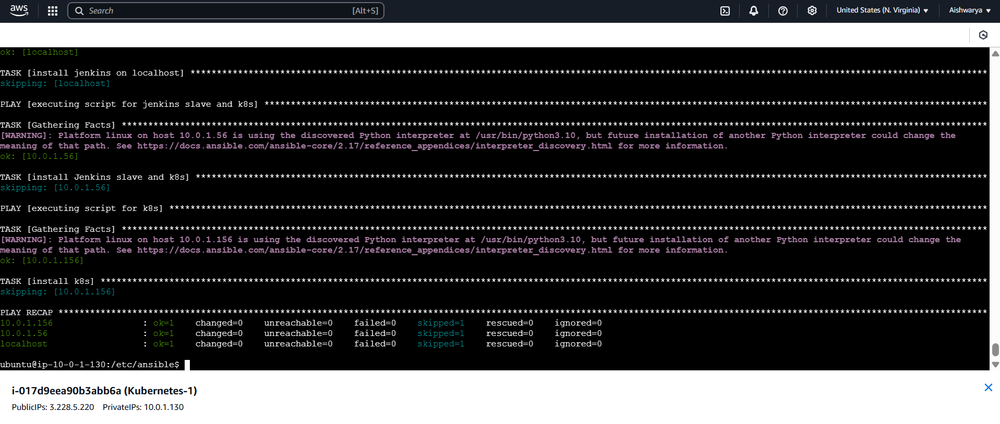 aws Search [Alt+S] United States (N. Virginia) Aishwarya
ok: [localhost]
TASK [install jenkins on localhost] *********************************************************************************************************************************************************
skipping: [localhost]
PLAY [executing script for jenkins slave and k8s] *******************************************************************************************************************************************
TASK [Gathering Facts] **********************************************************************************************************************************************************************
[WARNING]: Platform linux on host 10.0.1.56 is using the discovered Python interpreter at /usr/bin/python3.10, but future installation of another Python interpreter could change the
meaning of that path. See https://docs.ansible.com/ansible-core/2.17/reference_appendices/interpreter_discovery.html for more information.
ok: [10.0.1.56]
TASK [install Jenkins slave and k8s] ********************************************************************************************************************************************************
skipping: [10.0.1.56]
PLAY [executing script for k8s] *************************************************************************************************************************************************************
TASK [Gathering Facts] **********************************************************************************************************************************************************************
[WARNING]: Platform linux on host 10.0.1.156 is using the discovered Python interpreter at /usr/bin/python3.10, but future installation of another Python interpreter could change the
meaning of that path. See https://docs.ansible.com/ansible-core/2.17/reference_appendices/interpreter_discovery.html for more information.
ok: [10.0.1.156]
TASK [install k8s] **************************************************************************************************************************************************************************
skipping: [10.0.1.156]
PLAY RECAP **********************************************************************************************************************************************************************************
10.0.1.156 : ok=1 changed=0 unreachable=0 failed=0 skipped=1 rescued=0 ignored=0
10.0.1.56 : ok=1 changed=0 unreachable=0 failed=0 skipped=1 rescued=0 ignored=0
localhost : ok=1 changed=0 unreachable=0 failed=0 skipped=1 rescued=0 ignored=0
ubuntu@ip-10-0-1-130:/etc/ansible$
i-017d9eea90b3abb6a (Kubernetes-1)
PublicIPs: 3.228.5.220 PrivateIPs: 10.0.1.130